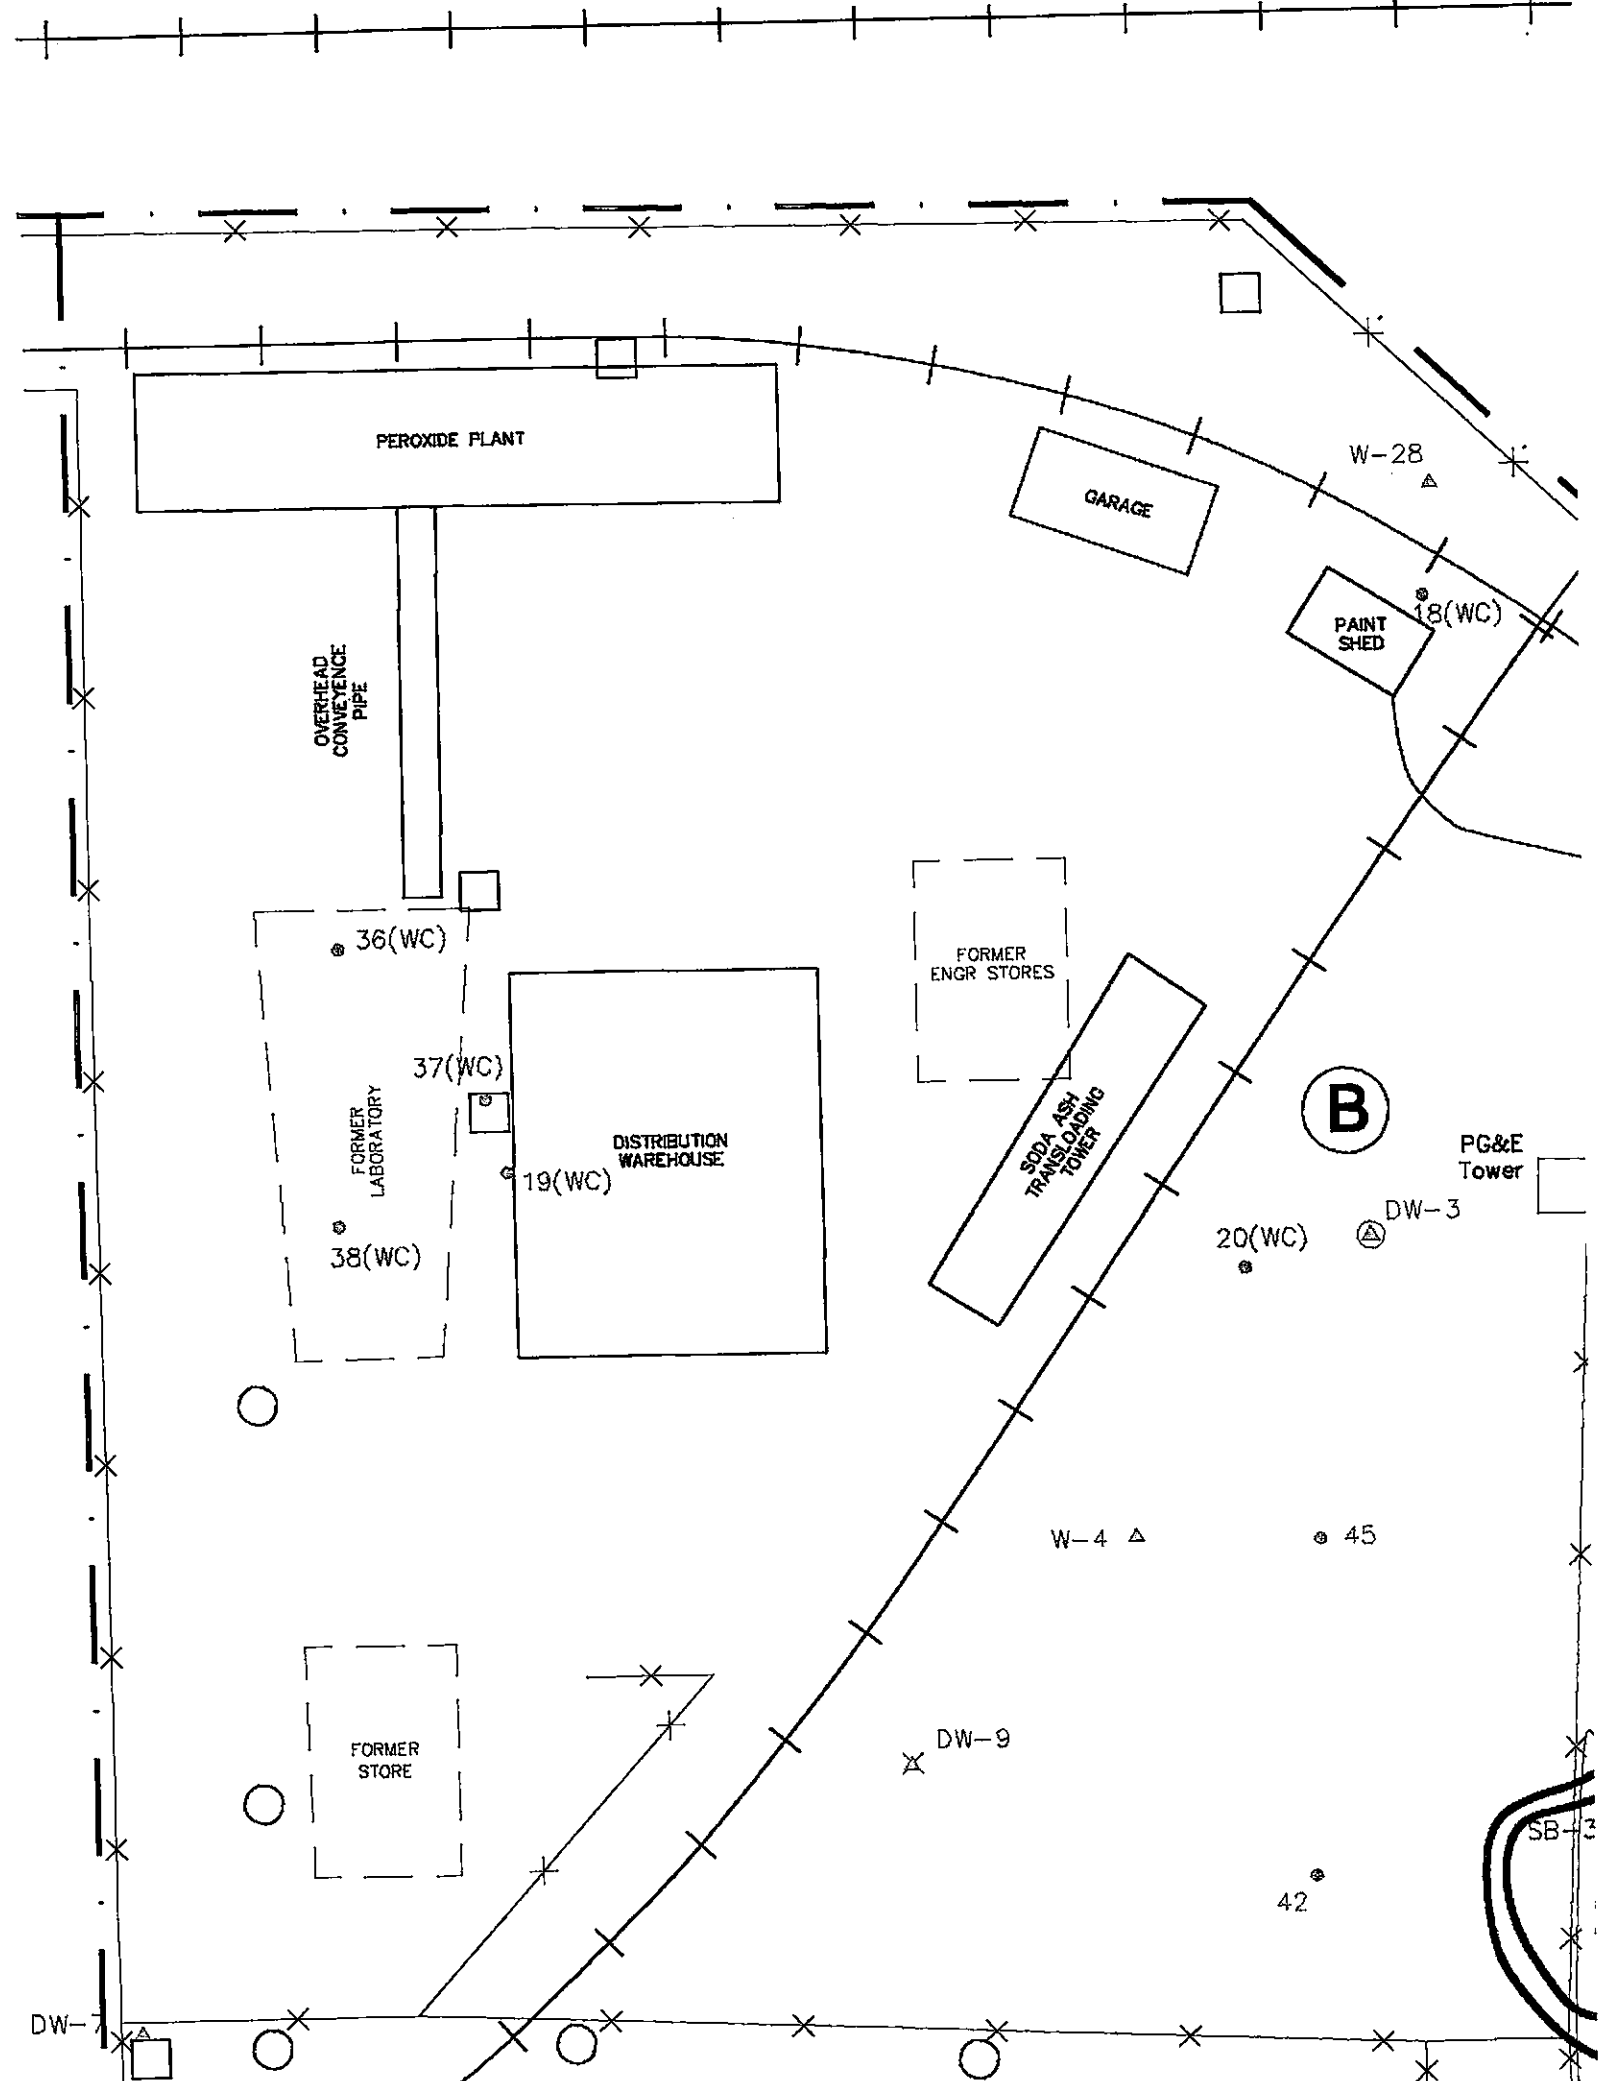 PEROXIDE PLANT
W-28
GARAGE
18(WC)
PAINT
SHED
OVERHEAD
CONVEYENCE
PIPE
36(WC)
FORMER
ENGR STORES
37(WC)
FORMER
LABORATORY
DISTRIBUTION
WAREHOUSE
SODA ASH
TRANSLOADING
TOWER
B
PG&E
Tower
19(WC)
DW-3
20(WC)
38(WC)
W-4
45
DW-9
FORMER
STORE
SB-3
42
DW-7